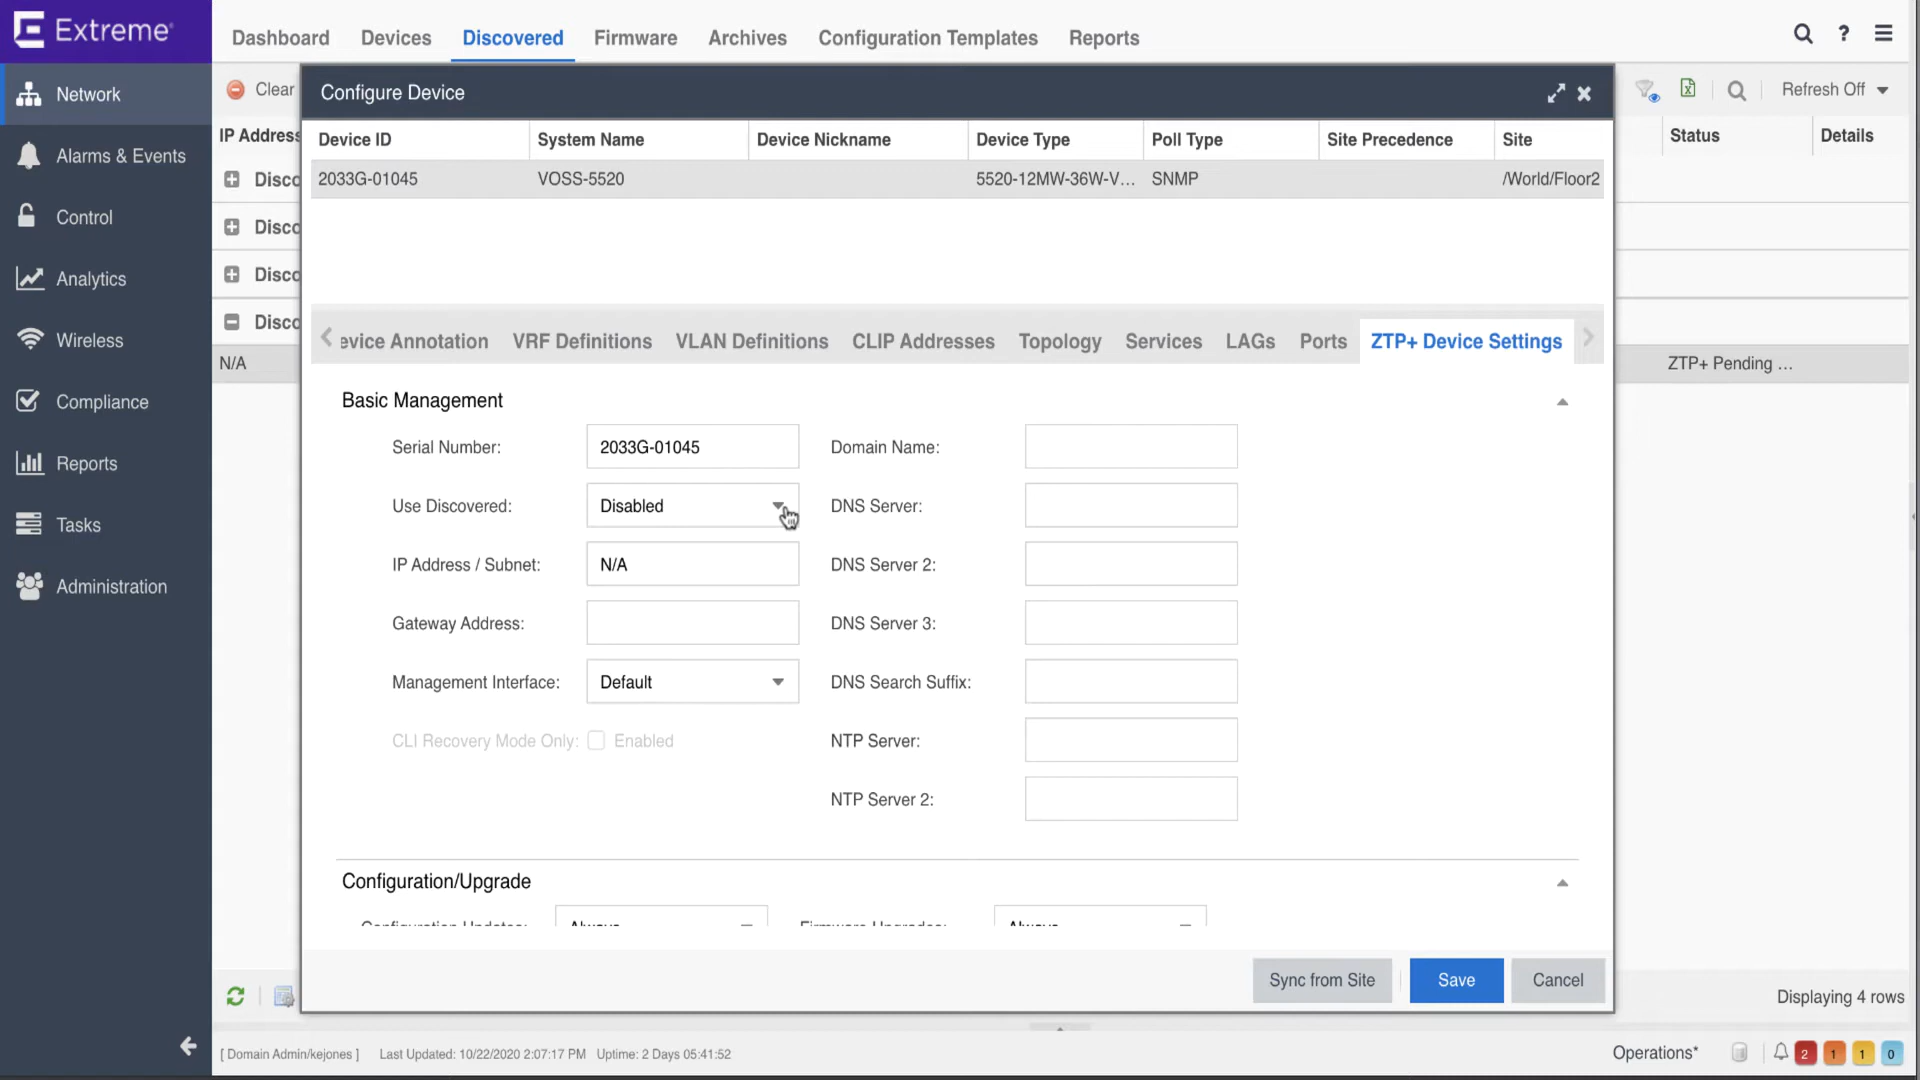 Extreme
Dashboard Devices Discovered Firmware Archives Configuration Templates Reports
?
Network
Alarms & Events
Control
Analytics
Wireless
Compliance
Reports
Tasks
Administration
Clear
Refresh Off
IP Address
Status Details
Disco
Disco
Disco
Disco
N/A
ZTP+ Pending ...
Configure Device
Device ID System Name Device Nickname Device Type Poll Type Site Precedence Site
2033G-01045 VOSS-5520 5520-12MW-36W-V... SNMP /World/Floor2
evice Annotation VRF Definitions VLAN Definitions CLIP Addresses Topology Services LAGs Ports ZTP+ Device Settings
Basic Management
Serial Number: 2033G-01045 Domain Name:
Use Discovered: Disabled DNS Server:
IP Address / Subnet: N/A DNS Server 2:
Gateway Address: DNS Server 3:
Management Interface: Default DNS Search Suffix:
CLI Recovery Mode Only: Enabled NTP Server:
NTP Server 2:
Configuration/Upgrade
Configuration Updates: Always Firmware Upgrades: Always
Sync from Site Save Cancel
Displaying 4 rows
[ Domain Admin/kejones ] Last Updated: 10/22/2020 2:07:17 PM Uptime: 2 Days 05:41:52
Operations* 2 1 1 0